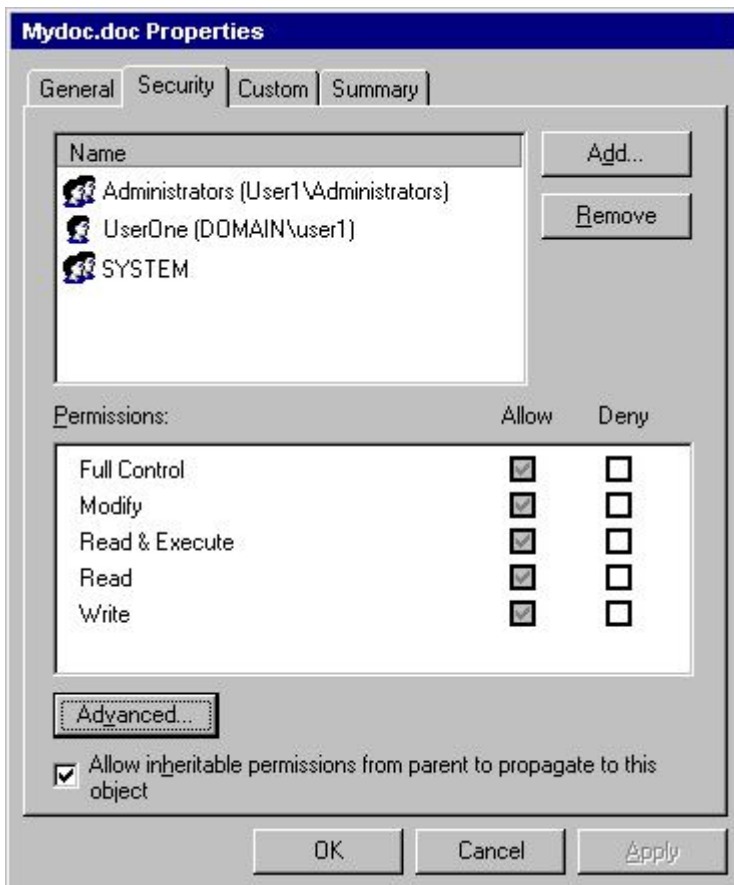 Mydoc.doc Properties
General Security Custom Summary
Name
Add...
Administrators (User1\Administrators)
UserOne (DOMAIN\user1)
Remove
SYSTEM
Permissions: Allow Deny
Full Control
Modify
Read & Execute
Read
Write
Advanced...
Allow inheritable permissions from parent to propagate to this
object
OK Cancel Apply